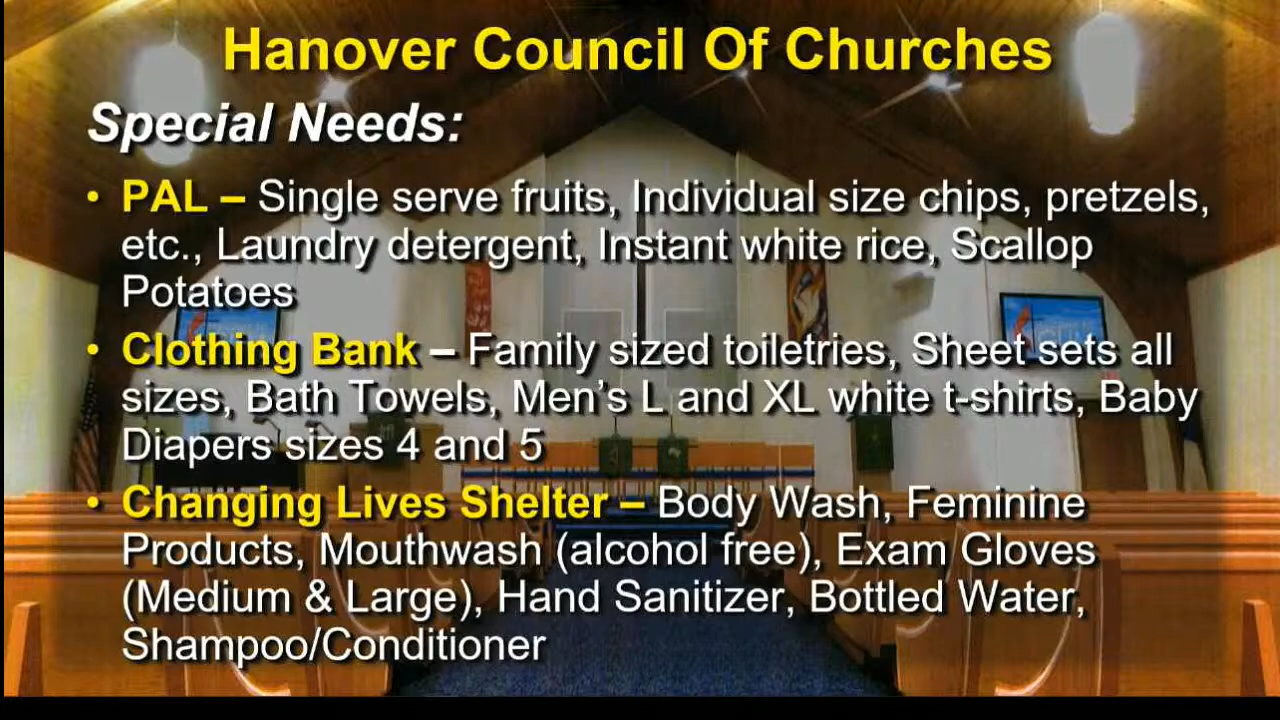 Hanover Council Of Churches
Special Needs:
• PAL – Single serve fruits, Individual size chips, pretzels,
etc., Laundry detergent, Instant white rice, Scallop
Potatoes
• Clothing Bank – Family sized toiletries, Sheet sets all
sizes, Bath Towels, Men’s L and XL white t-shirts, Baby
Diapers sizes 4 and 5
• Changing Lives Shelter – Body Wash, Feminine
Products, Mouthwash (alcohol free), Exam Gloves
(Medium & Large), Hand Sanitizer, Bottled Water,
Shampoo/Conditioner